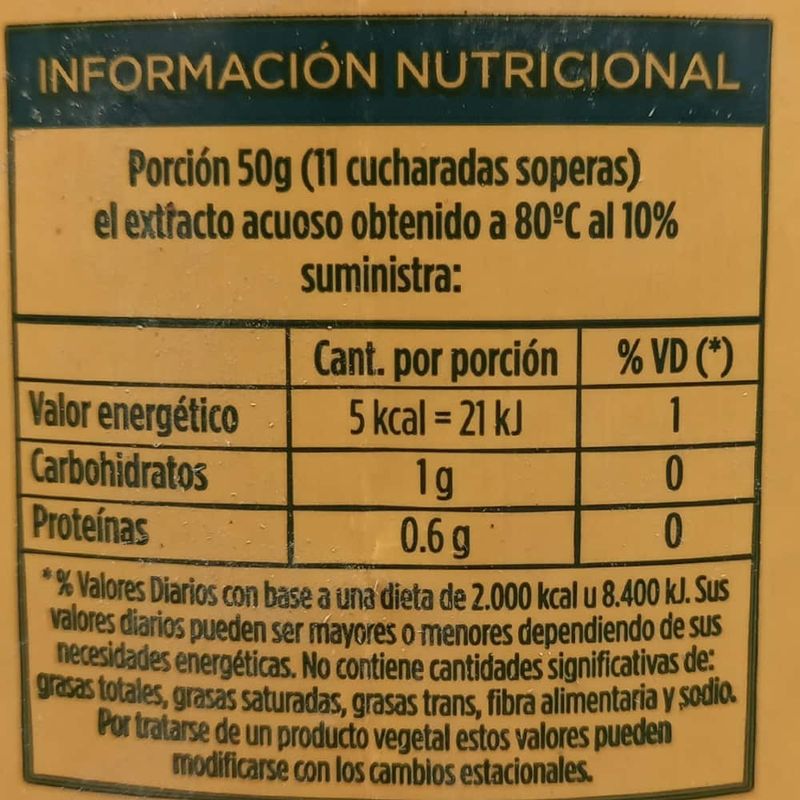 INFORMACIÓN NUTRICIONAL
Porción 50g (11 cucharadas soperas)
el extracto acuoso obtenido a 80ºC al 10%
suministra:
Cant. por porción % VD (*)
Valor energético 5 kcal = 21 kJ 1
Carbohidratos 1 g 0
Proteínas 0.6 g 0
* % Valores Diarios con base a una dieta de 2.000 kcal u 8.400 kJ. Sus
valores diarios pueden ser mayores o menores dependiendo de sus
necesidades energéticas. No contiene cantidades significativas de:
grasas totales, grasas saturadas, grasas trans, fibra alimentaria y sodio.
Por tratarse de un producto vegetal estos valores pueden
modificarse con los cambios estacionales.